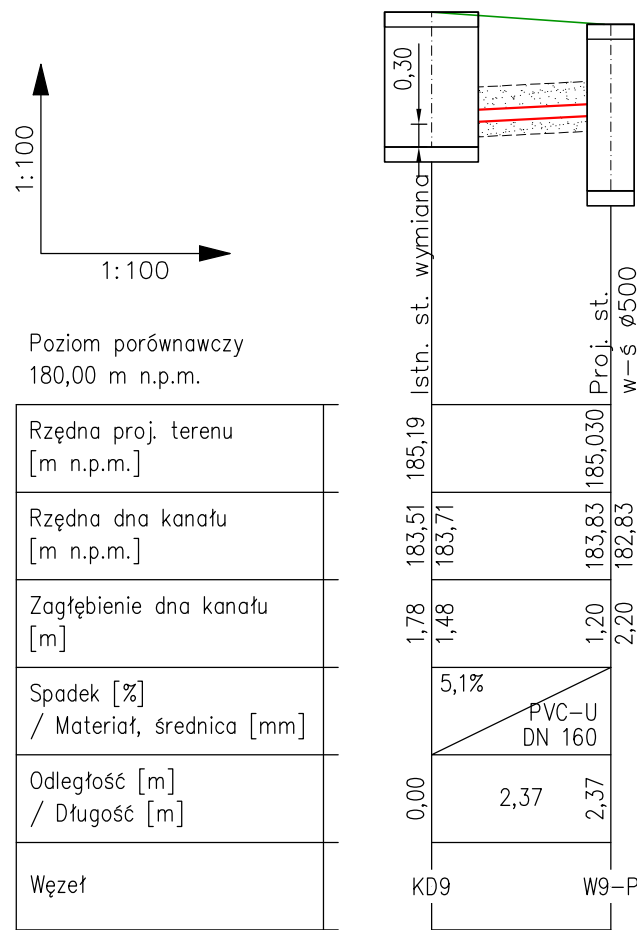 0,30
1:100
1:100
Istn. st. wymiana
Proj. st.
w-ś ø500
Poziom porównawczy
180,00 m n.p.m.
Rzędna proj. terenu
[m n.p.m.]
185,19
185,030
Rzędna dna kanału
[m n.p.m.]
183,51
183,71
183,83
182,83
Zagłębienie dna kanału
[m]
1,78
1,48
1,20
2,20
Spadek [%]
/ Materiał, średnica [mm]
5,1%
PVC-U
DN 160
Odległość [m]
/ Długość [m]
0,00
2,37
2,37
Węzeł
KD9
W9-P